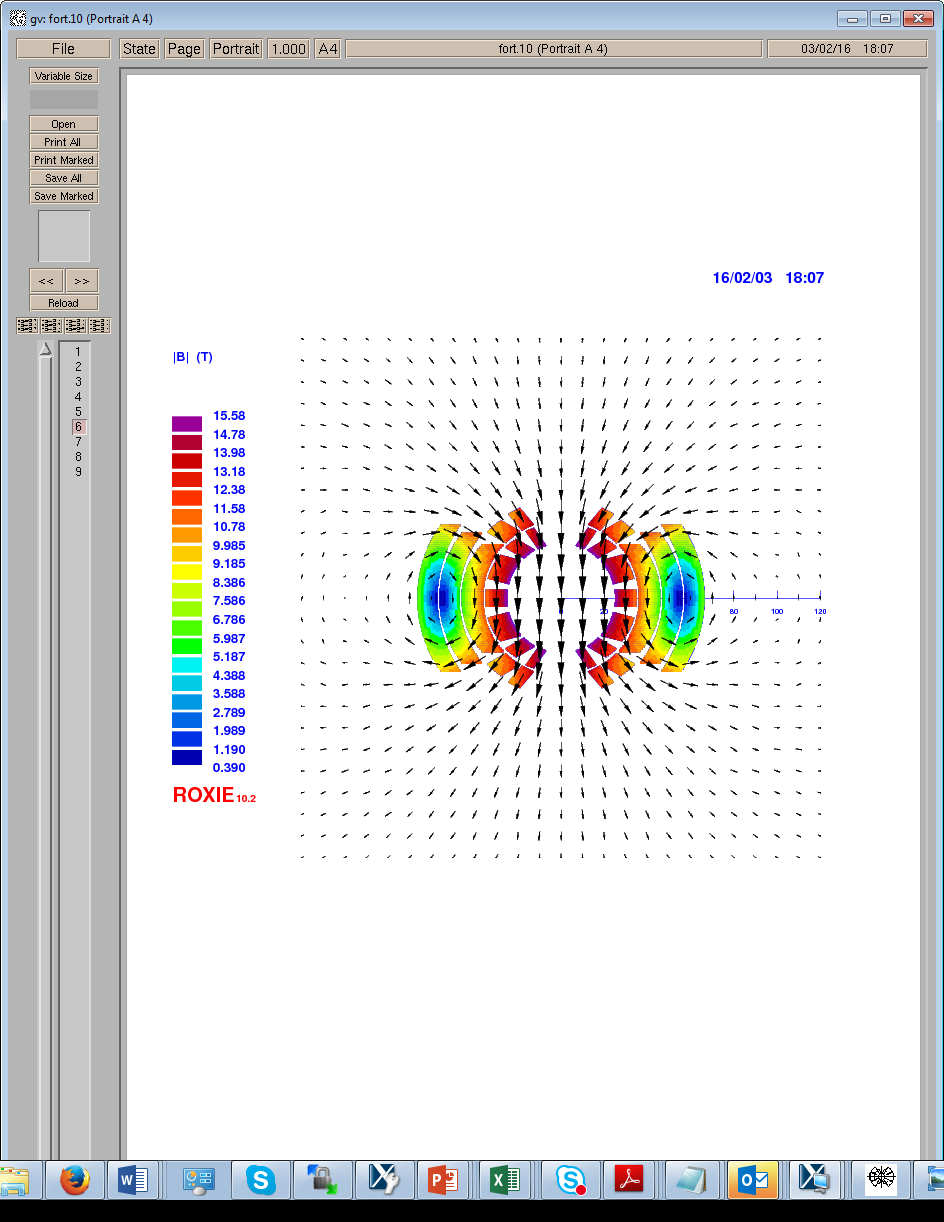 gv: fort.10 (Portrait A 4)
File State Page Portrait 1.000 A4 fort.10 (Portrait A 4) 03/02/16 18:07
Variable Size
Open
Print All
Print Marked
Save All
Save Marked
<< >>
Reload
1
2
3
4
5
6
7
8
9
16/02/03 18:07
|B| (T)
15.58
14.78
13.98
13.18
12.38
11.58
10.78
9.985
9.185
8.386
7.586
6.786
5.987
5.187
4.388
3.588
2.789
1.989
1.190
0.390
ROXIE 10.2
20 80 100 120